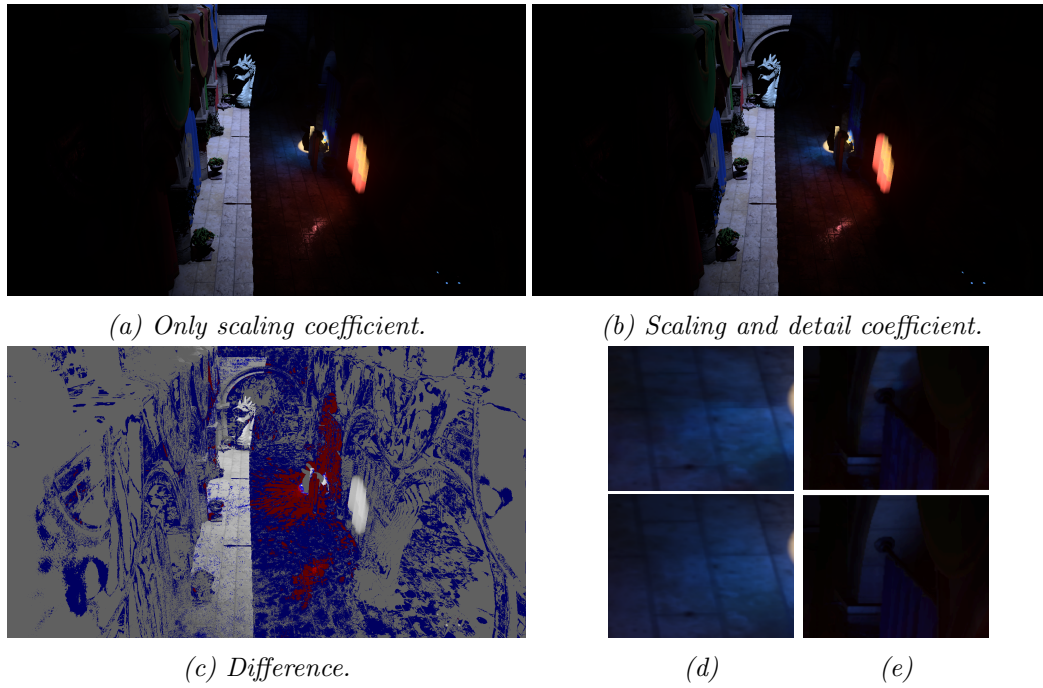 (a) Only scaling coefficient.
(b) Scaling and detail coefficient.
(c) Difference.
(d)
(e)